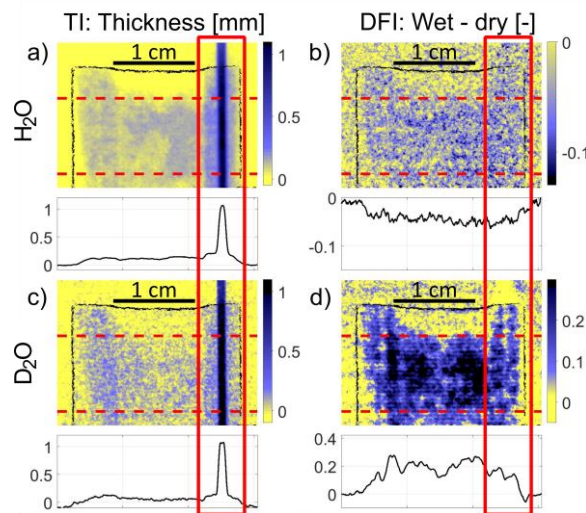 TI: Thickness [mm] DFI: Wet - dry [-]
a) b)
H₂O
1 cm 1 cm
1 0
0.5 -0.1
0
1 0
0.5 -0.1
0
c) d)
D₂O
1 cm 1 cm
1 0.2
0.5 0
0
1 0.4
0.5 0.2
0 0